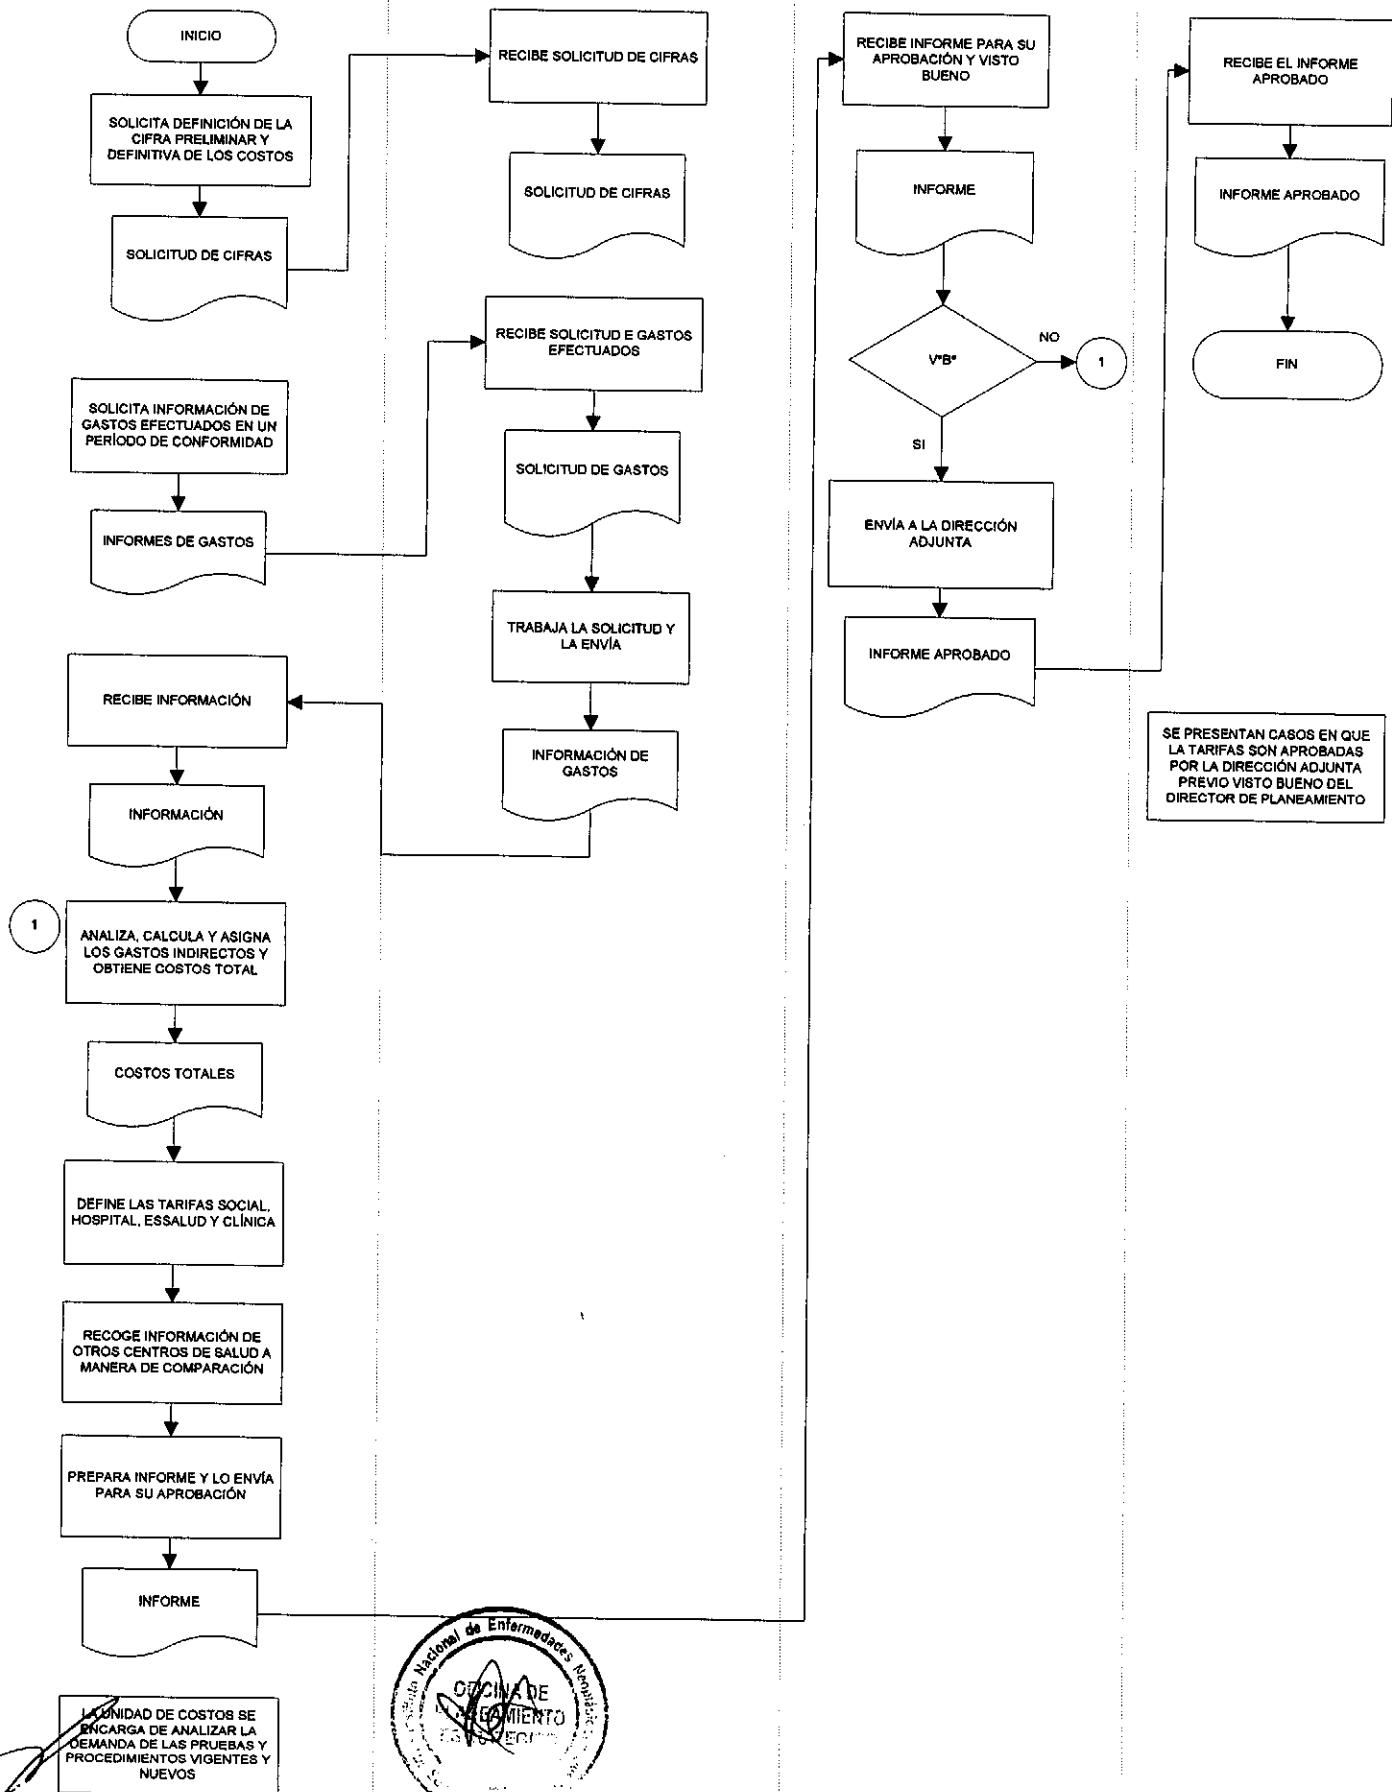 INICIO
SOLICITA DEFINICIÓN DE LA
CIFRA PRELIMINAR Y
DEFINITIVA DE LOS COSTOS
SOLICITUD DE CIFRAS
SOLICITA INFORMACIÓN DE
GASTOS EFECTUADOS EN UN
PERÍODO DE CONFORMIDAD
INFORMES DE GASTOS
RECIBE INFORMACIÓN
INFORMACIÓN
1
ANALIZA, CALCULA Y ASIGNA
LOS GASTOS INDIRECTOS Y
OBTIENE COSTOS TOTAL
COSTOS TOTALES
DEFINE LAS TARIFAS SOCIAL,
HOSPITAL, ESSALUD Y CLÍNICA
RECOGE INFORMACIÓN DE
OTROS CENTROS DE SALUD A
MANERA DE COMPARACIÓN
PREPARA INFORME Y LO ENVÍA
PARA SU APROBACIÓN
INFORME
LA UNIDAD DE COSTOS SE
ENCARGA DE ANALIZAR LA
DEMANDA DE LAS PRUEBAS Y
PROCEDIMIENTOS VIGENTES Y
NUEVOS
RECIBE SOLICITUD DE CIFRAS
SOLICITUD DE CIFRAS
RECIBE SOLICITUD E GASTOS
EFECTUADOS
SOLICITUD DE GASTOS
TRABAJA LA SOLICITUD Y
LA ENVÍA
INFORMACIÓN DE
GASTOS
Nacional de Enfermedades
OFICINA DE
RECIBE INFORME PARA SU
APROBACIÓN Y VISTO
BUENO
INFORME
V°B°
NO
1
SI
ENVÍA A LA DIRECCIÓN
ADJUNTA
INFORME APROBADO
RECIBE EL INFORME
APROBADO
INFORME APROBADO
FIN
SE PRESENTAN CASOS EN QUE
LA TARIFAS SON APROBADAS
POR LA DIRECCIÓN ADJUNTA
PREVIO VISTO BUENO DEL
DIRECTOR DE PLANEAMIENTO